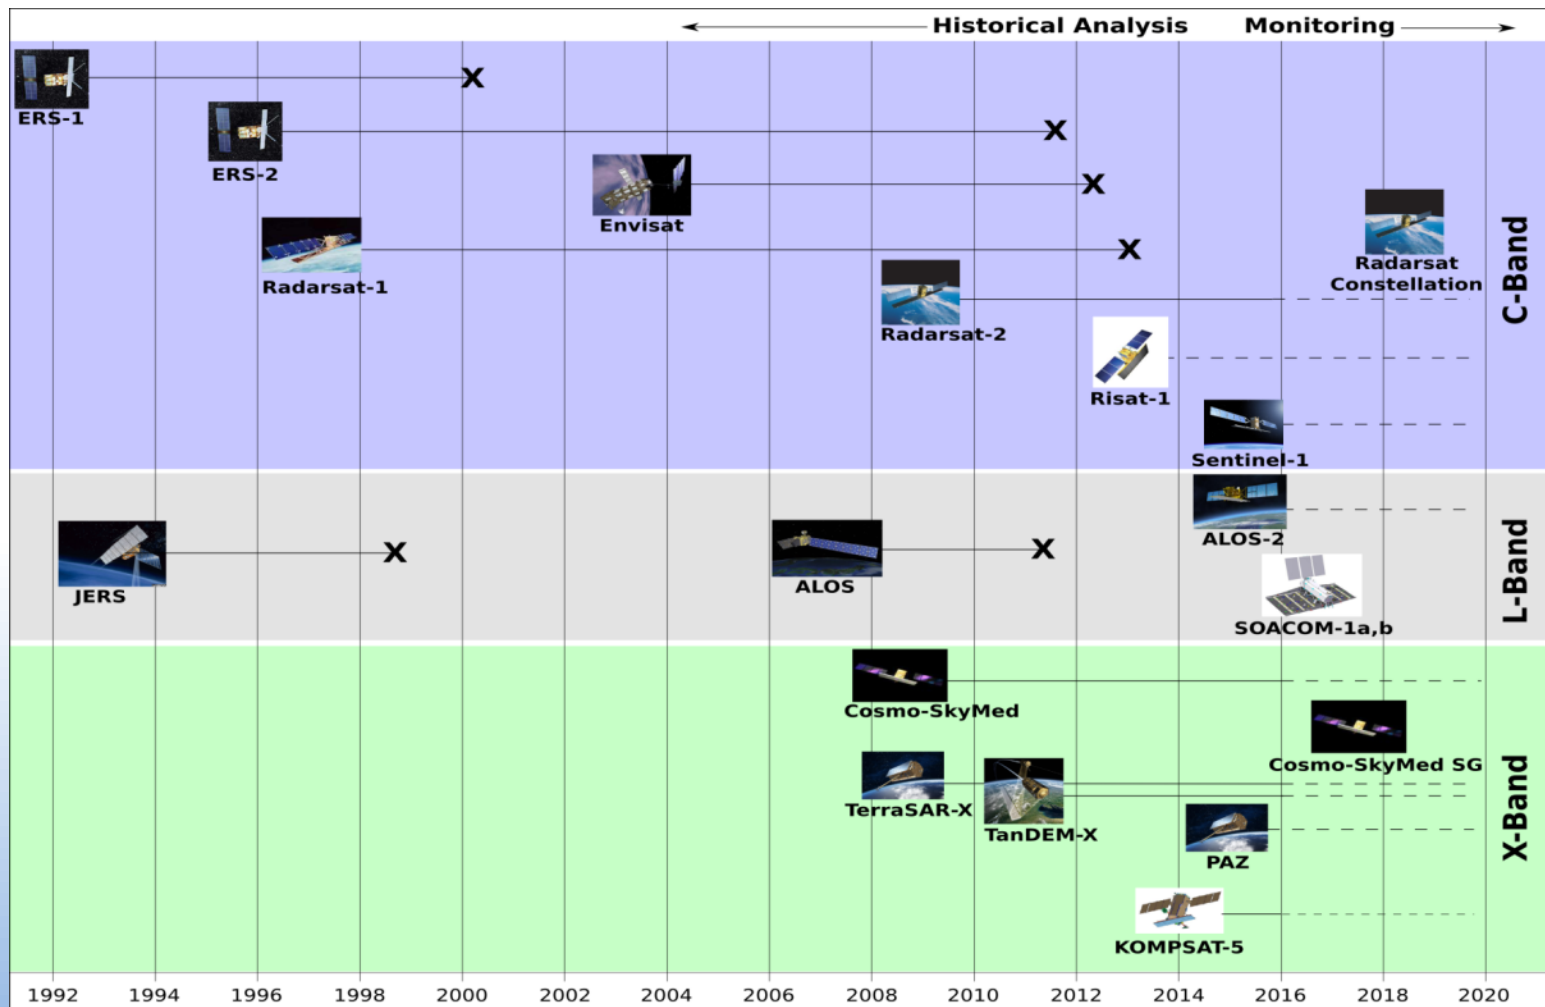 Historical Analysis Monitoring
ERS-1
X
ERS-2
X
Envisat
X
Radarsat-1
X
Radarsat-2
Radarsat
Constellation
Risat-1
Sentinel-1
C-Band
JERS
X
ALOS
X
ALOS-2
SOACOM-1a,b
L-Band
Cosmo-SkyMed
Cosmo-SkyMed SG
TerraSAR-X
TanDEM-X
PAZ
KOMPSAT-5
X-Band
1992 1994 1996 1998 2000 2002 2004 2006 2008 2010 2012 2014 2016 2018 2020